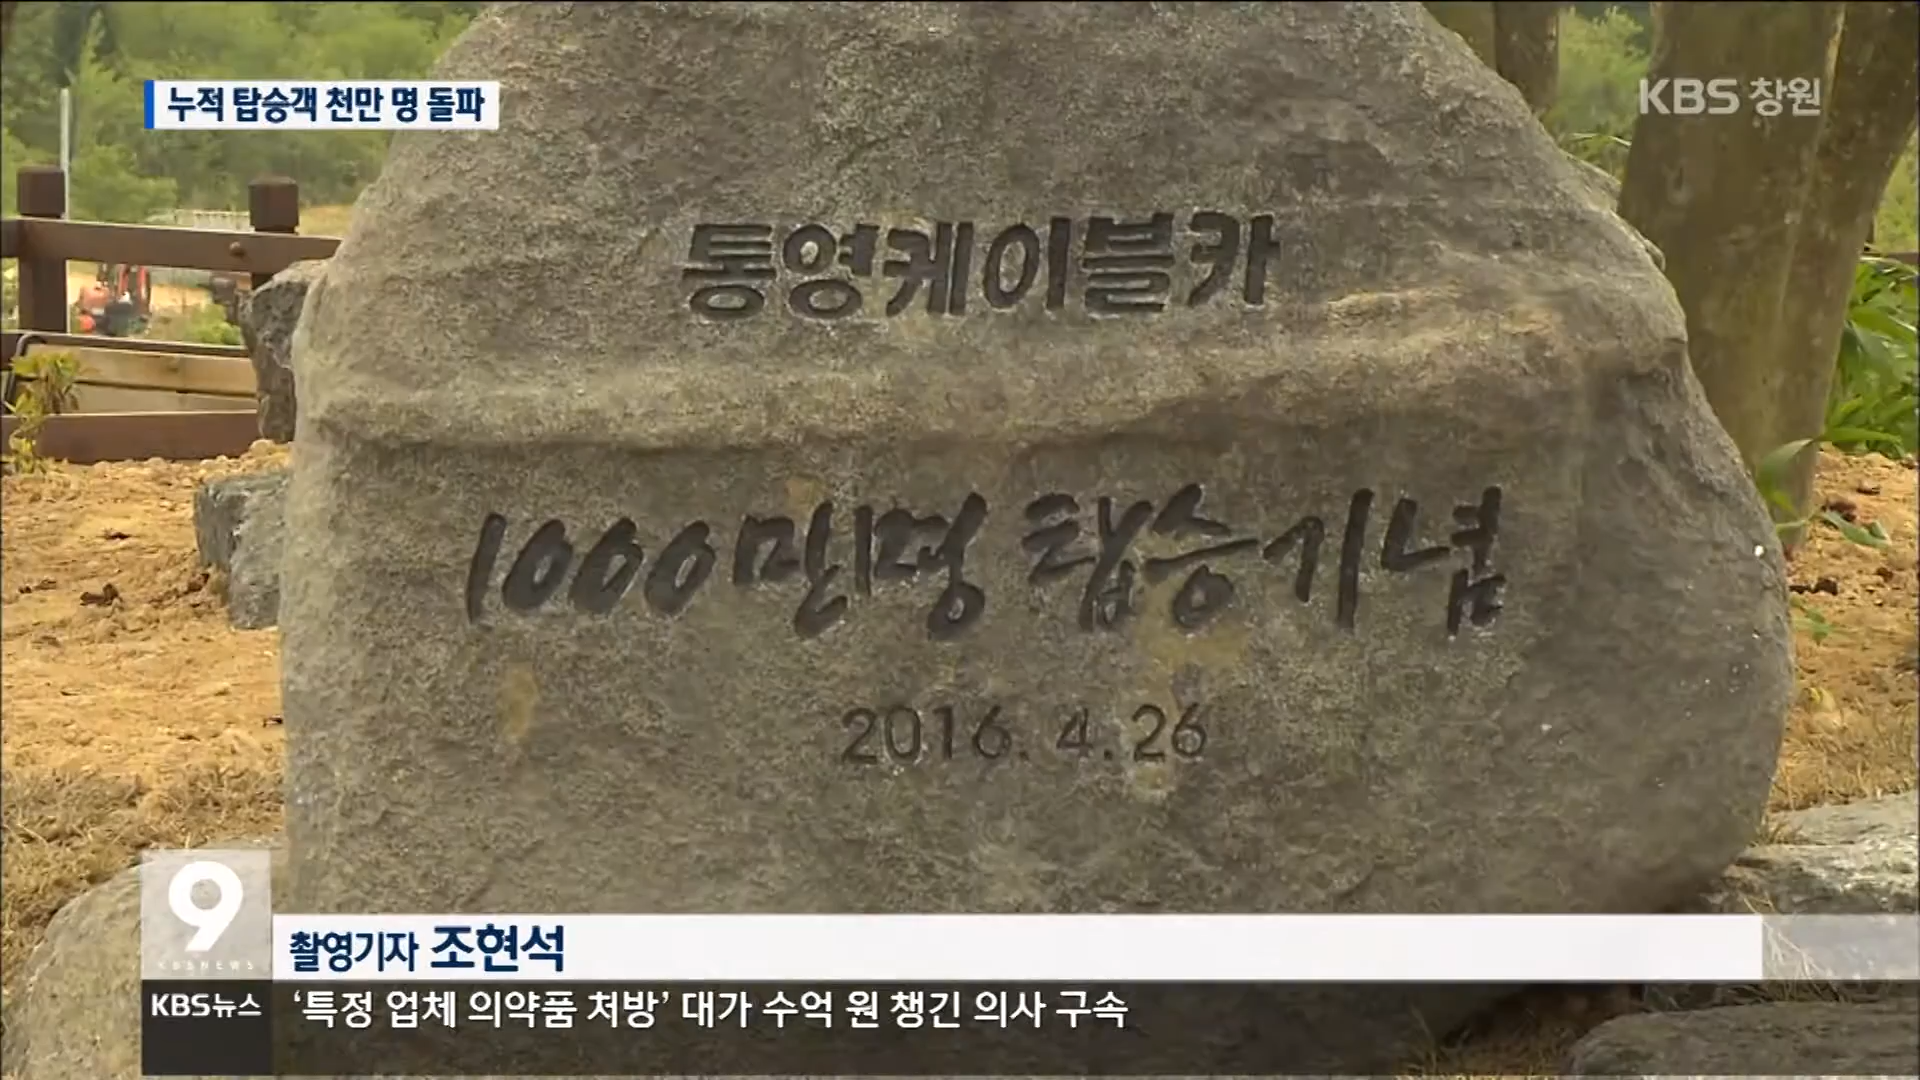 누적 탑승객 천만 명 돌파
KBS 창원
통영케이블카
1000만명 탑승기념
2016. 4. 26
9
KBS NEWS
촬영기자 조현석
KBS뉴스
‘특정 업체 의약품 처방’ 대가 수억 원 챙긴 의사 구속